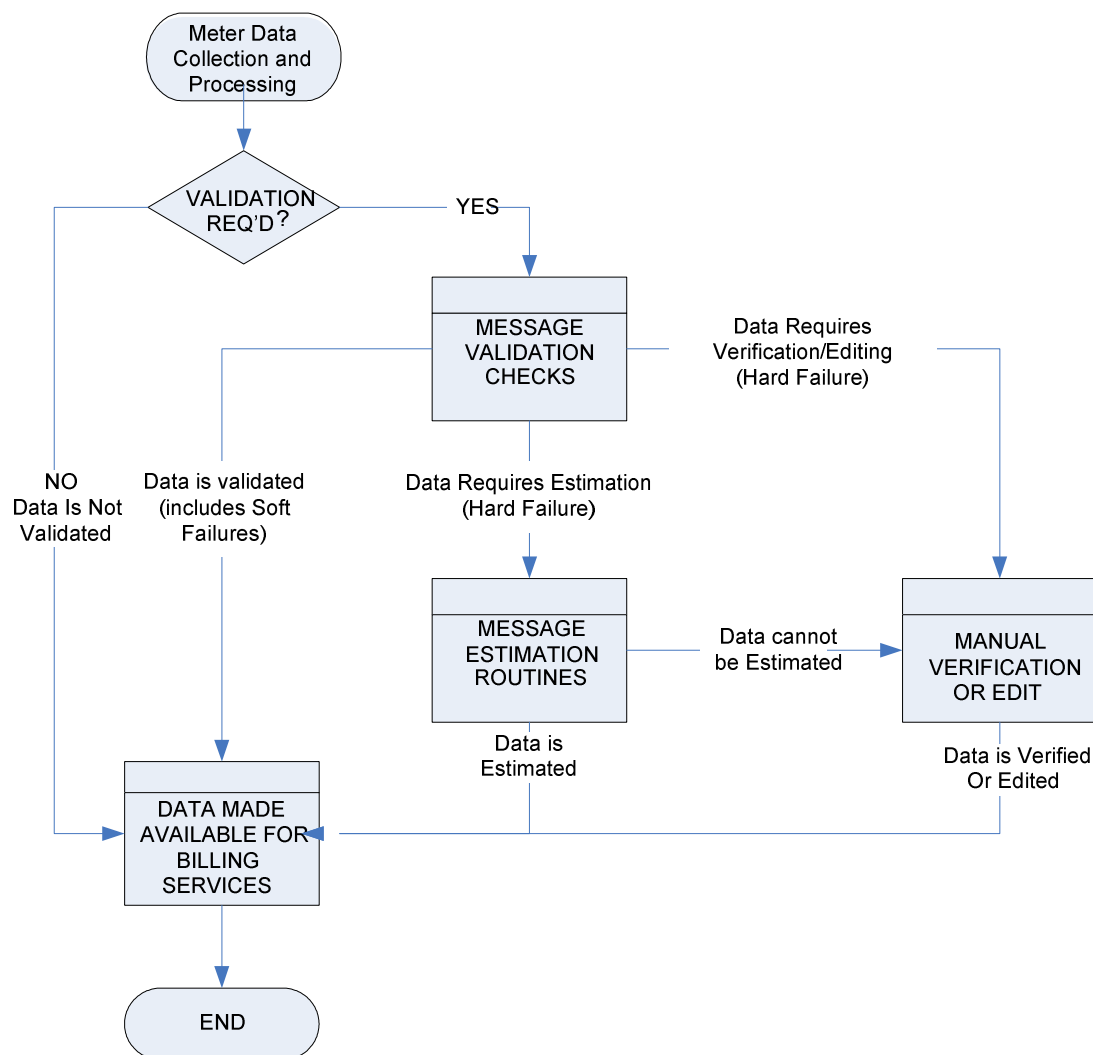 Meter Data
Collection and
Processing
VALIDATION
REQ'D?
YES
MESSAGE
VALIDATION
CHECKS
Data Requires
Verification/Editing
(Hard Failure)
NO
Data Is Not
Validated
Data is validated
(includes Soft
Failures)
Data Requires Estimation
(Hard Failure)
MESSAGE
ESTIMATION
ROUTINES
Data cannot
be Estimated
MANUAL
VERIFICATION
OR EDIT
Data is
Estimated
Data is Verified
Or Edited
DATA MADE
AVAILABLE FOR
BILLING
SERVICES
END